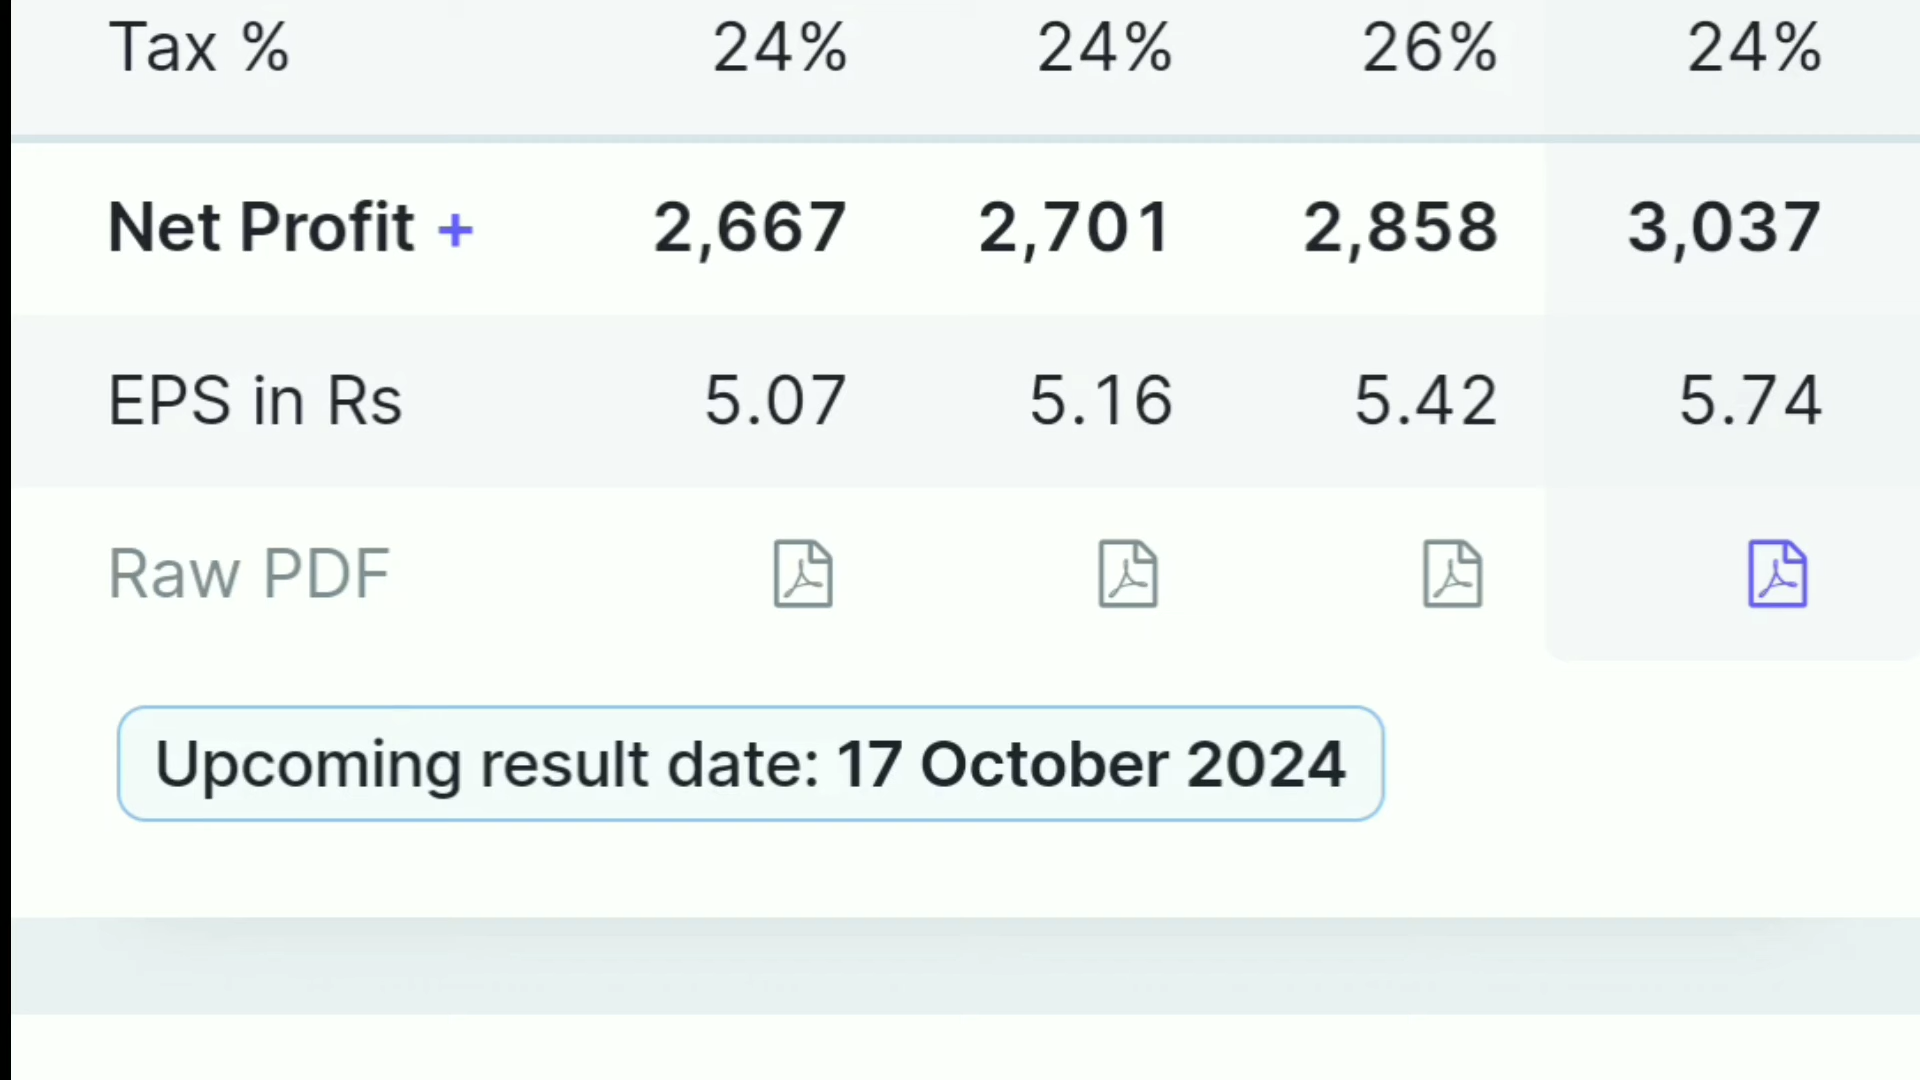 Tax % 24% 24% 26% 24%
Net Profit + 2,667 2,701 2,858 3,037
EPS in Rs 5.07 5.16 5.42 5.74
Raw PDF
Upcoming result date: 17 October 2024